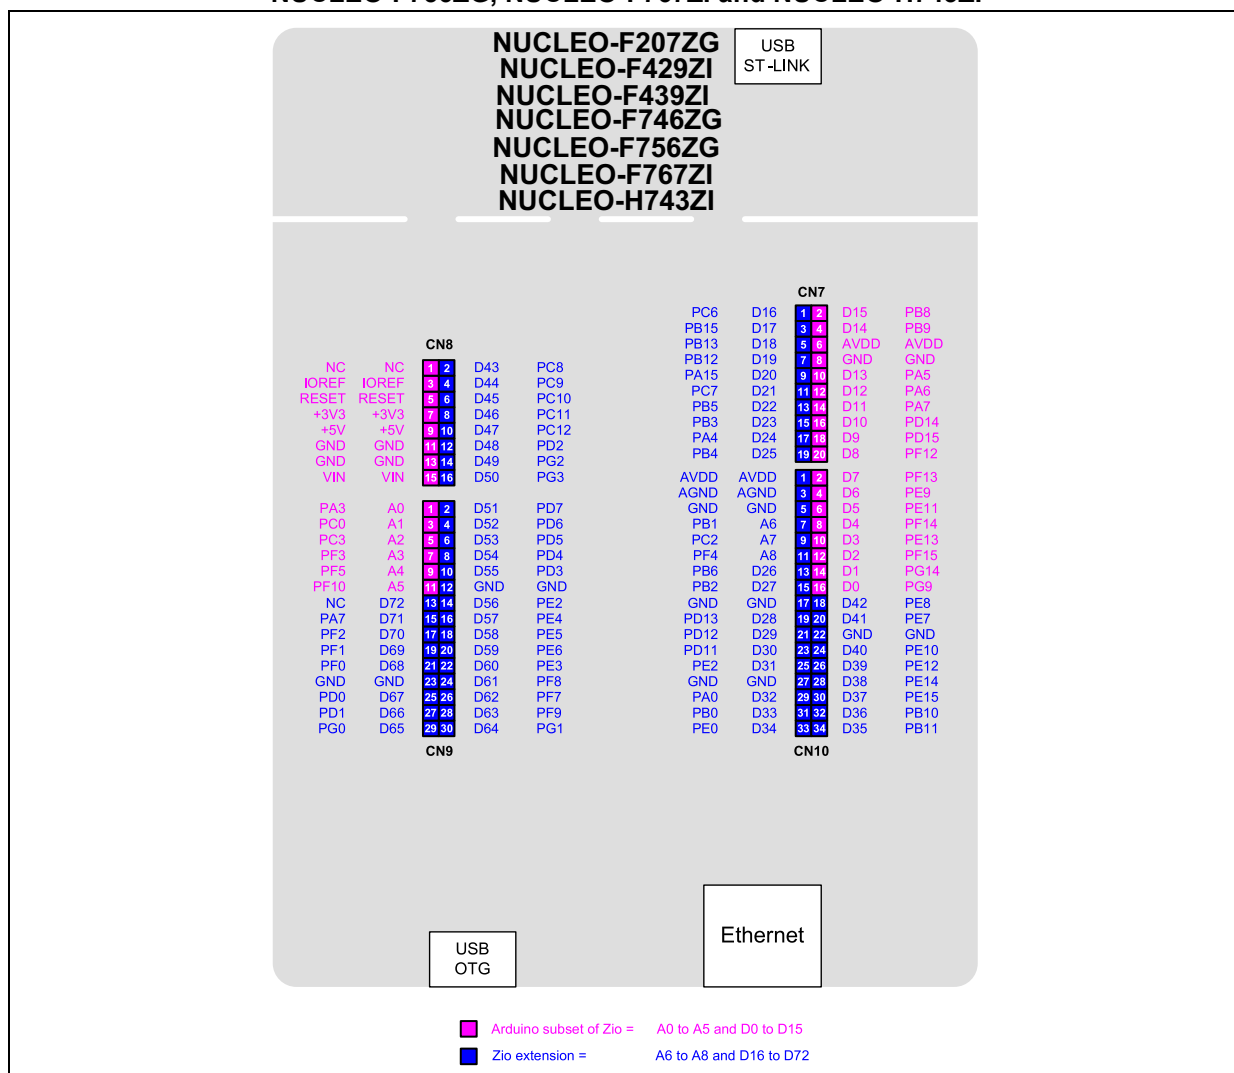 NUCLEO-F207ZG
NUCLEO-F429ZI
NUCLEO-F439ZI
NUCLEO-F746ZG
NUCLEO-F756ZG
NUCLEO-F767ZI
NUCLEO-H743ZI
USB
ST-LINK
CN8
NC NC 1 2 D43 PC8
IOREF IOREF 3 4 D44 PC9
RESET RESET 5 6 D45 PC10
+3V3 +3V3 7 8 D46 PC11
+5V +5V 9 10 D47 PC12
GND GND 11 12 D48 PD2
GND GND 13 14 D49 PG2
VIN VIN 15 16 D50 PG3
PA3 A0 1 2 D51 PD7
PC0 A1 3 4 D52 PD6
PC3 A2 5 6 D53 PD5
PF3 A3 7 8 D54 PD4
PF5 A4 9 10 D55 PD3
PF10 A5 11 12 GND GND
NC D72 13 14 D56 PE2
PA7 D71 15 16 D57 PE4
PF2 D70 17 18 D58 PE5
PF1 D69 19 20 D59 PE6
PF0 D68 21 22 D60 PE3
GND GND 23 24 D61 PF8
PD0 D67 25 26 D62 PF7
PD1 D66 27 28 D63 PF9
PG0 D65 29 30 D64 PG1
CN9
CN7
PC6 D16 1 2 D15 PB8
PB15 D17 3 4 D14 PB9
PB13 D18 5 6 AVDD AVDD
PB12 D19 7 8 GND GND
PA15 D20 9 10 D13 PA5
PC7 D21 11 12 D12 PA6
PB5 D22 13 14 D11 PA7
PB3 D23 15 16 D10 PD14
PA4 D24 17 18 D9 PD15
PB4 D25 19 20 D8 PF12
AVDD AVDD 1 2 D7 PF13
AGND AGND 3 4 D6 PE9
GND GND 5 6 D5 PE11
PB1 A6 7 8 D4 PF14
PC2 A7 9 10 D3 PE13
PF4 A8 11 12 D2 PF15
PB6 D26 13 14 D1 PG14
PB2 D27 15 16 D0 PG9
GND GND 17 18 D42 PE8
PD13 D28 19 20 D41 PE7
PD12 D29 21 22 GND GND
PD11 D30 23 24 D40 PE10
PE2 D31 25 26 D39 PE12
GND GND 27 28 D38 PE14
PA0 D32 29 30 D37 PE15
PB0 D33 31 32 D36 PB10
PE0 D34 33 34 D35 PB11
CN10
USB
OTG
Ethernet
Arduino subset of Zio = A0 to A5 and D0 to D15
Zio extension = A6 to A8 and D16 to D72